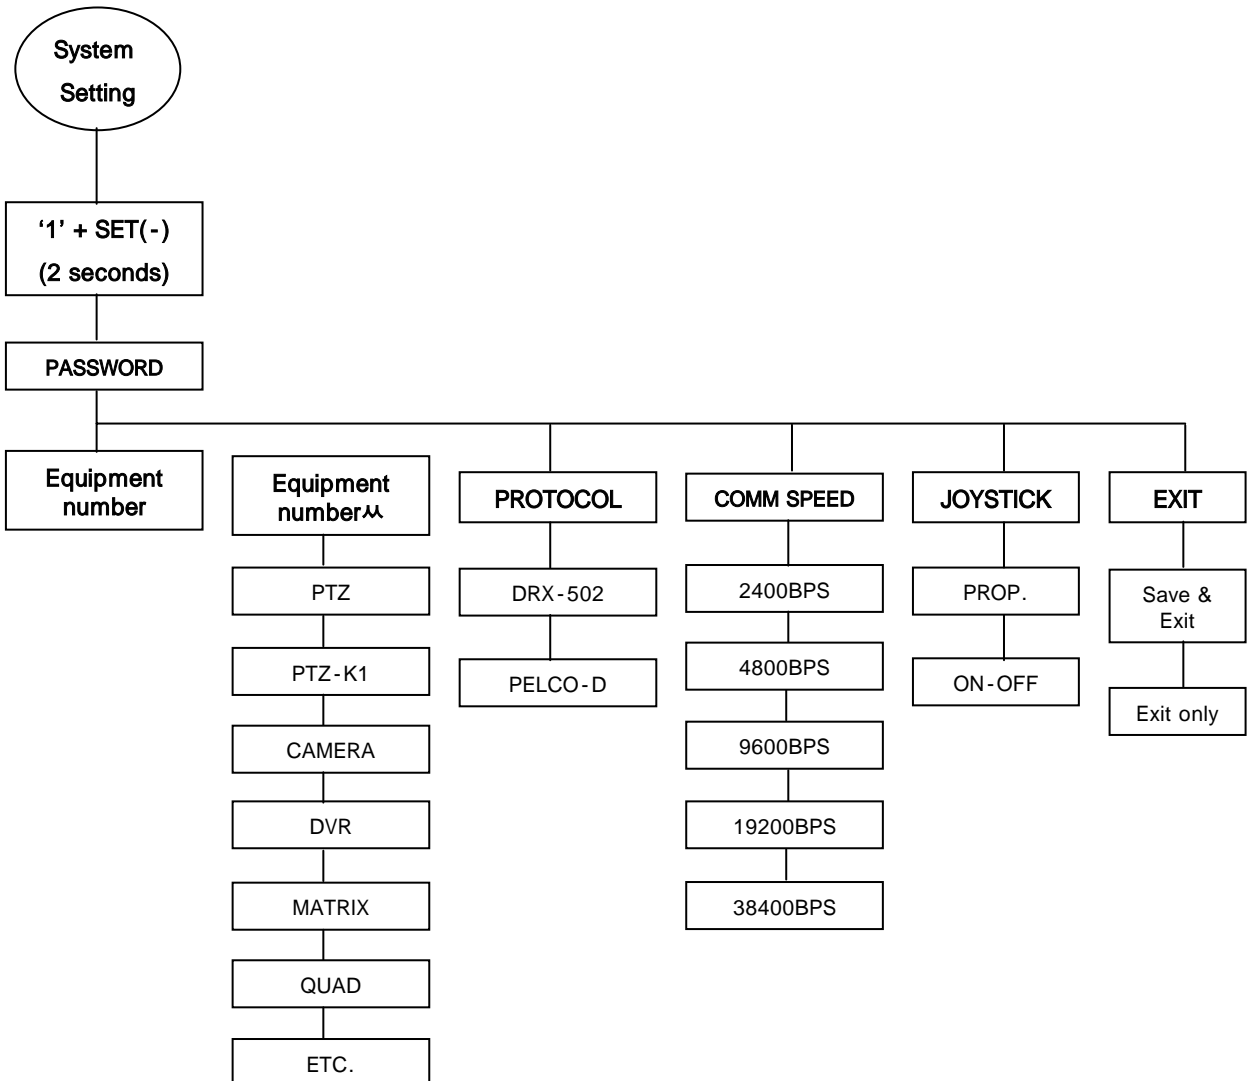 System
Setting
‘1’ + SET(-)
(2 seconds)
PASSWORD
Equipment
number
Equipment
numberㅆ
PTZ
PTZ-K1
CAMERA
DVR
MATRIX
QUAD
ETC.
PROTOCOL
DRX-502
PELCO-D
COMM SPEED
2400BPS
4800BPS
9600BPS
19200BPS
38400BPS
JOYSTICK
PROP.
ON-OFF
EXIT
Save &
Exit
Exit only